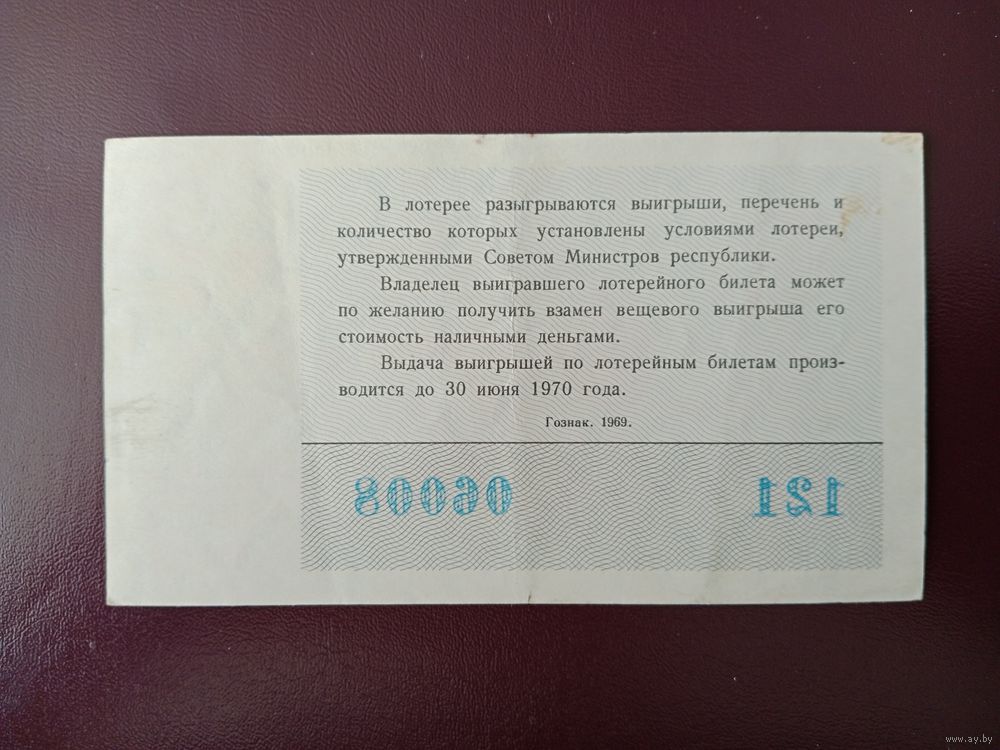 В лотерее разыгрываются выигрыши, перечень и
количество которых установлены условиями лотереи,
утвержденными Советом Министров республики.
Владелец выигравшего лотерейного билета может
по желанию получить взамен вещевого выигрыша его
стоимость наличными деньгами.
Выдача выигрышей по лотерейным билетам произ-
водится до 30 июня 1970 года.
Гознак. 1969.
121
www.ay.by